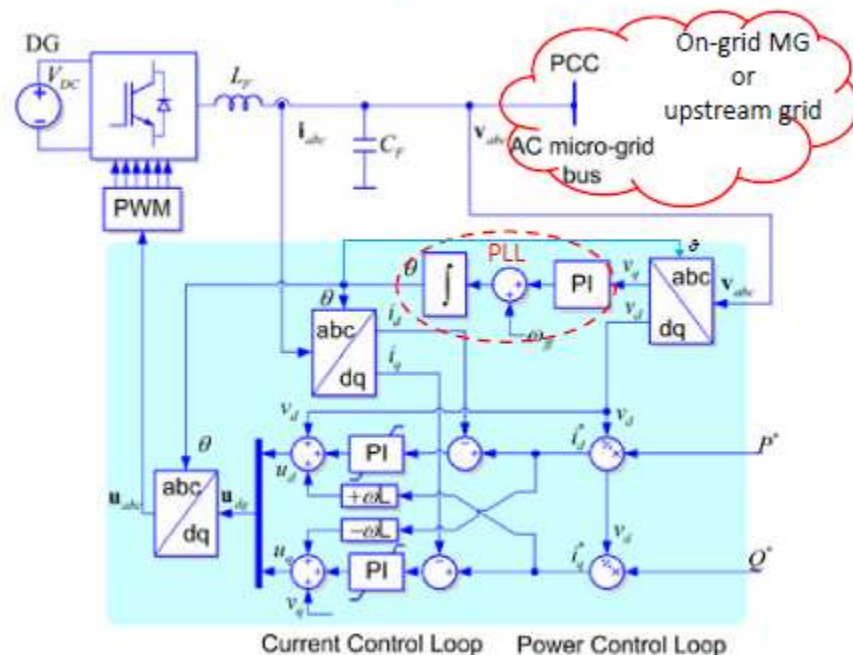 DG
V_DC
L_F
i_abc
C_F
v_abc
PCC
On-grid MG
or
upstream grid
AC micro-grid
bus
PWM
PLL
θ
∫
PI
ω_ff
v_q
v_d
abc
dq
v_abc
θ
abc
dq
i_d
i_q
v_d
v_d
θ
u_d
PI
i*_d
P*
abc
dq
u_abc
u_dq
+ωL
-ωL
v_d
u_q
PI
i*_q
Q*
v_q
Current Control Loop
Power Control Loop